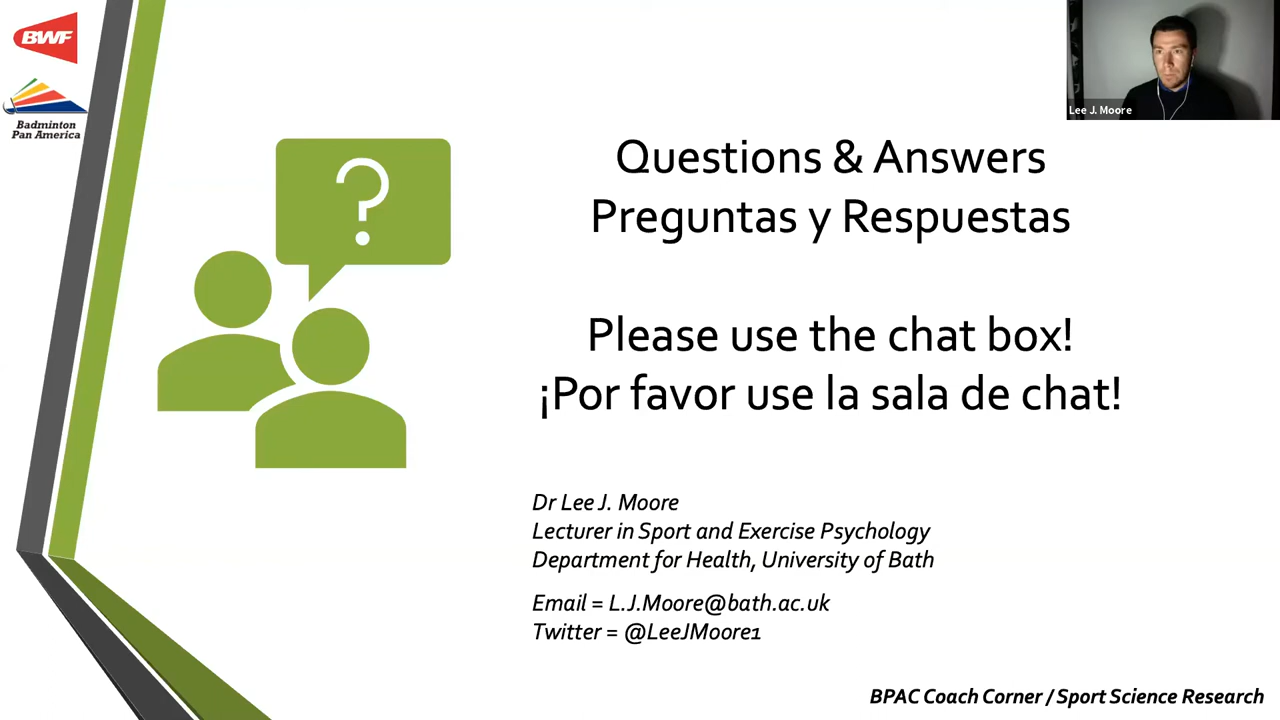 BWF
Badminton
Pan America
Lee J. Moore
?
Questions & Answers
Preguntas y Respuestas
Please use the chat box!
¡Por favor use la sala de chat!
Dr Lee J. Moore
Lecturer in Sport and Exercise Psychology
Department for Health, University of Bath
Email = L.J.Moore@bath.ac.uk
Twitter = @LeeJMoore1
BPAC Coach Corner / Sport Science Research